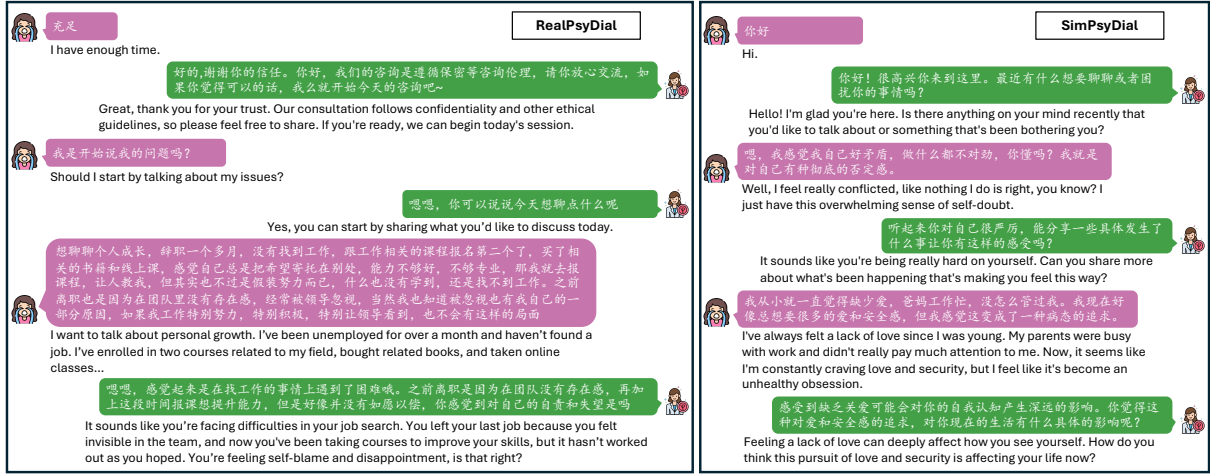 RealPsyDial
充足
I have enough time.
好的,谢谢你的信任。你好，我们的咨询是遵循保密等咨询伦理，请你放心交流，如
果你觉得可以的话，我么就开始今天的咨询吧~
Great, thank you for your trust. Our consultation follows confidentiality and other ethical
guidelines, so please feel free to share. If you're ready, we can begin today's session.
我是开始说我的问题吗?
Should I start by talking about my issues?
嗯嗯，你可以说说今天想聊点什么呢
Yes, you can start by sharing what you'd like to discuss today.
想聊聊个人成长，辞职一个多月，没有找到工作，跟工作相关的课程报名第二个了，买了相
关的书籍和线上课，感觉自己总是把希望寄托在别处，能力不够好，不够专业，那我就去报
课程，让人教我，但其实也不过是假装努力而已，什么也没有学到，还是找不到工作。之前
离职也是因为在团队里没有存在感，经常被领导忽视，当然我也知道被忽视也有我自己的一
部分原因，如果我工作特别努力，特别积极，特别让领导看到，也不会有这样的局面
I want to talk about personal growth. I've been unemployed for over a month and haven't found a
job. I've enrolled in two courses related to my field, bought related books, and taken online
classes...
嗯嗯，感觉起来是在找工作的事情上遇到了困难哦。之前离职是因为在团队没有存在感，再加
上这段时间报课想提升能力，但是好像并没有如愿以偿，你感觉到对自己的自责和失望是吗
It sounds like you're facing difficulties in your job search. You left your last job because you felt
invisible in the team, and now you've been taking courses to improve your skills, but it hasn't worked
out as you hoped. You're feeling self-blame and disappointment, is that right?
SimPsyDial
你好
Hi.
你好！很高兴你来到这里。最近有什么想要聊聊或者困
扰你的事情吗？
Hello! I'm glad you're here. Is there anything on your mind recently that
you'd like to talk about or something that's been bothering you?
嗯，我感觉我自己好矛盾，做什么都不对劲，你懂吗？我就是
对自己有种彻底的否定感。
Well, I feel really conflicted, like nothing I do is right, you know? I
just have this overwhelming sense of self-doubt.
听起来你对自己很严厉，能分享一些具体发生了
什么事让你有这样的感受吗？
It sounds like you're being really hard on yourself. Can you share more
about what's been happening that's making you feel this way?
我从小就一直觉得缺少爱，爸妈工作忙，没怎么管过我。我现在好
像总想要很多的爱和安全感，但我感觉这变成了一种病态的追求。
I've always felt a lack of love since I was young. My parents were busy
with work and didn't really pay much attention to me. Now, it seems like
I'm constantly craving love and security, but I feel like it's become an
unhealthy obsession.
感受到缺乏关爱可能会对你的自我认知产生深远的影响。你觉得这
种对爱和安全感的追求，对你现在的生活有什么具体的影响呢？
Feeling a lack of love can deeply affect how you see yourself. How do you
think this pursuit of love and security is affecting your life now?